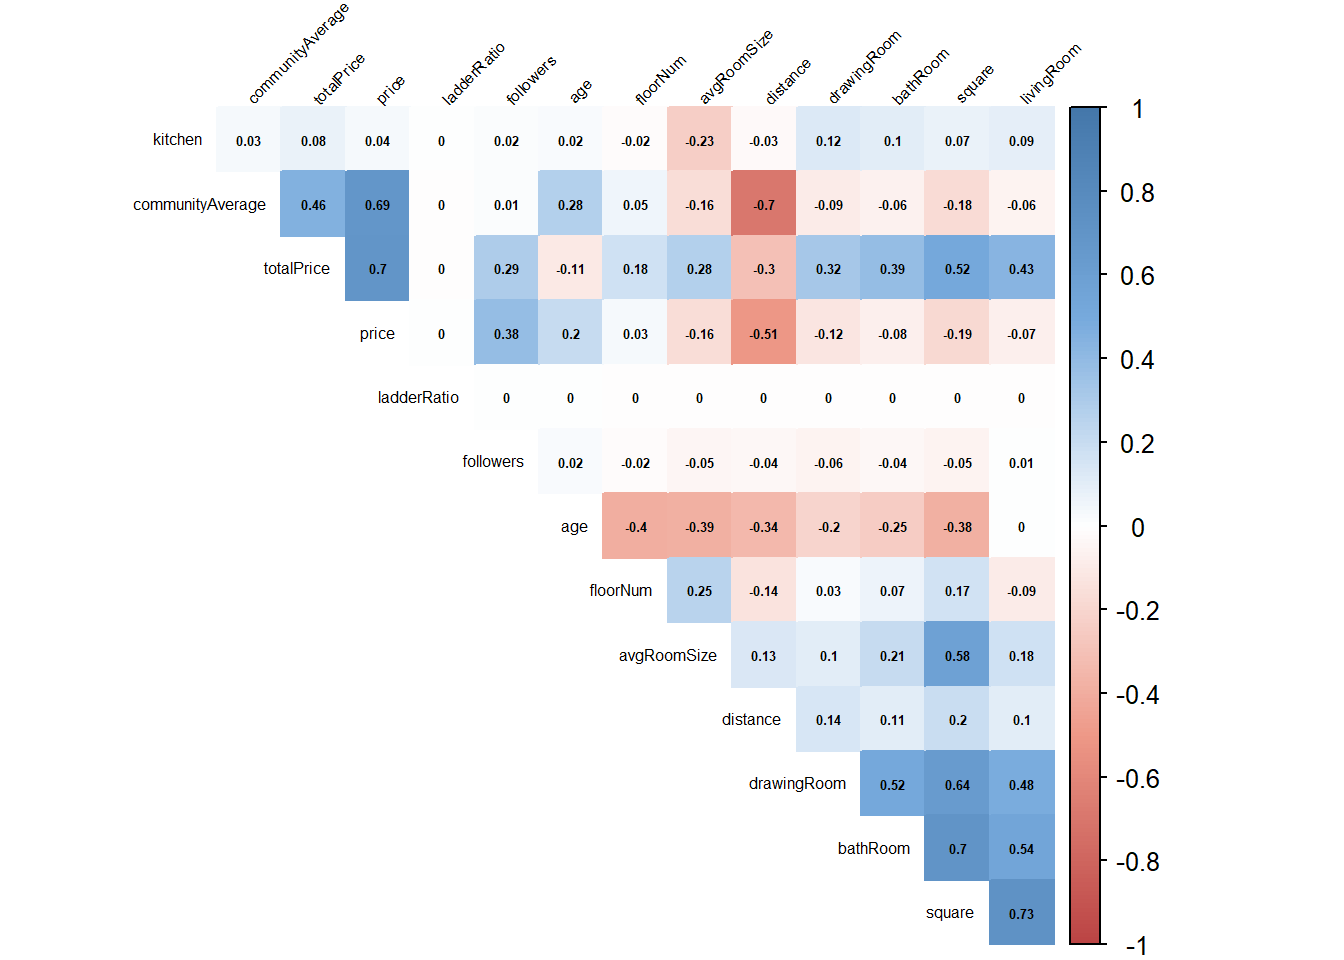 communityAverage totalPrice price ladderRatio followers age floorNum avgRoomSize distance drawingRoom bathRoom square livingRoom
kitchen 0.03 0.08 0.04 0 0.02 0.02 -0.02 -0.23 -0.03 0.12 0.1 0.07 0.09
communityAverage 0.46 0.69 0 0.01 0.28 0.05 -0.16 -0.7 -0.09 -0.06 -0.18 -0.06
totalPrice 0.7 0 0.29 -0.11 0.18 0.28 -0.3 0.32 0.39 0.52 0.43
price 0 0.38 0.2 0.03 -0.16 -0.51 -0.12 -0.08 -0.19 -0.07
ladderRatio 0 0 0 0 0 0 0 0 0
followers 0.02 -0.02 -0.05 -0.04 -0.06 -0.04 -0.05 0.01
age -0.4 -0.39 -0.34 -0.2 -0.25 -0.38 0
floorNum 0.25 -0.14 0.03 0.07 0.17 -0.09
avgRoomSize 0.13 0.1 0.21 0.58 0.18
distance 0.14 0.11 0.2 0.1
drawingRoom 0.52 0.64 0.48
bathRoom 0.7 0.54
square 0.73
1
0.8
0.6
0.4
0.2
0
-0.2
-0.4
-0.6
-0.8
-1